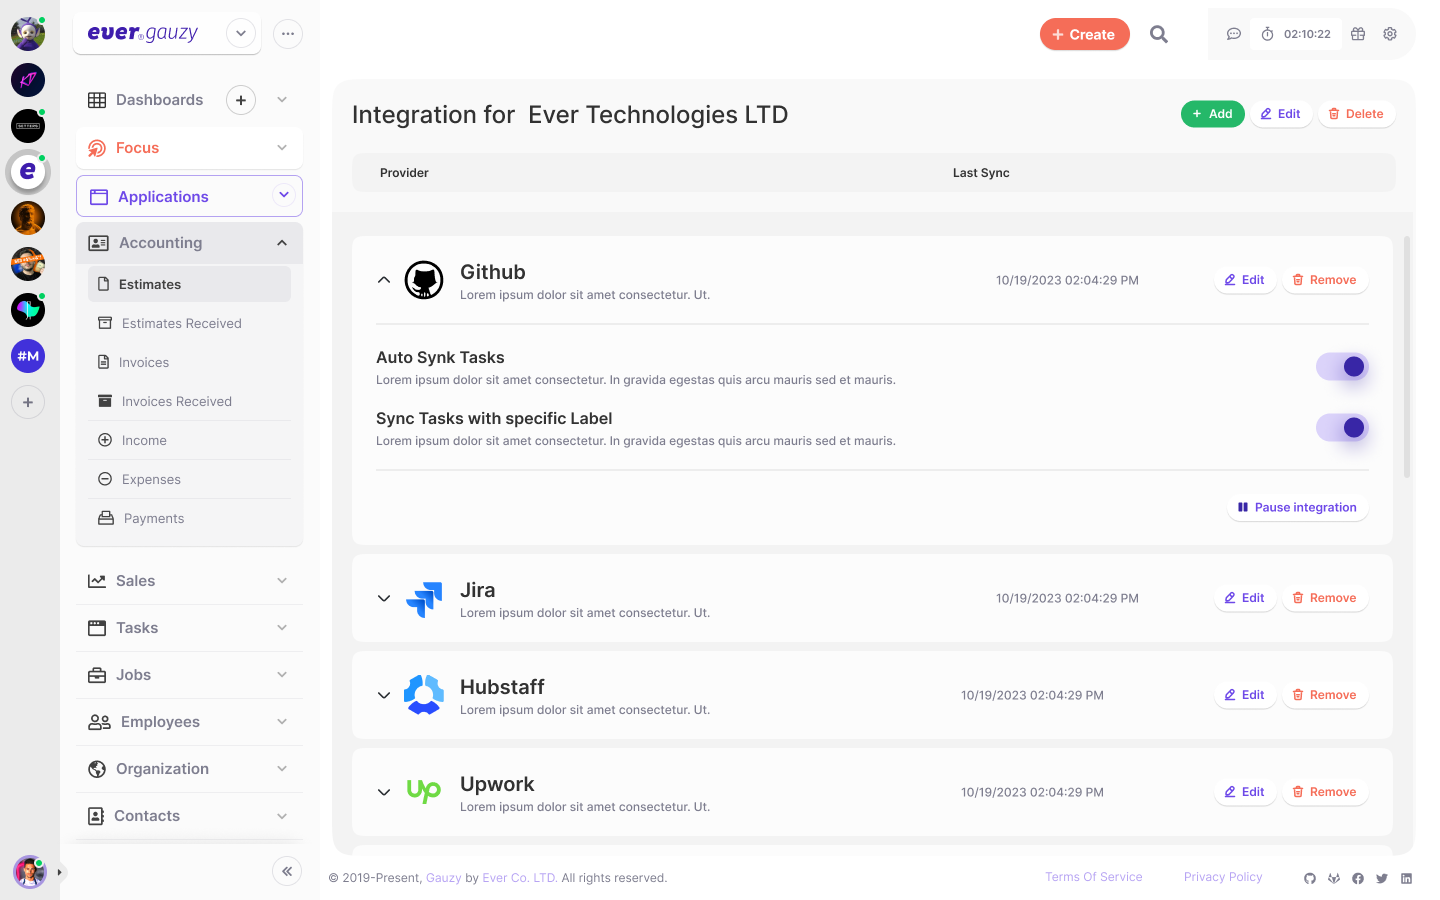 ever® gauzy
Create
02:10:22
Dashboards
Focus
Applications
Accounting
Estimates
Estimates Received
Invoices
Invoices Received
Income
Expenses
Payments
Sales
Tasks
Jobs
Employees
Organization
Contacts
e
#M
Integration for Ever Technologies LTD
Add
Edit
Delete
Provider
Last Sync
Github
Lorem ipsum dolor sit amet consectetur. Ut.
10/19/2023 02:04:29 PM
Edit
Remove
Auto Synk Tasks
Lorem ipsum dolor sit amet consectetur. In gravida egestas quis arcu mauris sed et mauris.
Sync Tasks with specific Label
Lorem ipsum dolor sit amet consectetur. In gravida egestas quis arcu mauris sed et mauris.
Pause integration
Jira
Lorem ipsum dolor sit amet consectetur. Ut.
10/19/2023 02:04:29 PM
Edit
Remove
Hubstaff
Lorem ipsum dolor sit amet consectetur. Ut.
10/19/2023 02:04:29 PM
Edit
Remove
up
Upwork
Lorem ipsum dolor sit amet consectetur. Ut.
10/19/2023 02:04:29 PM
Edit
Remove
© 2019-Present, Gauzy by Ever Co. LTD. All rights reserved.
Terms Of Service
Privacy Policy